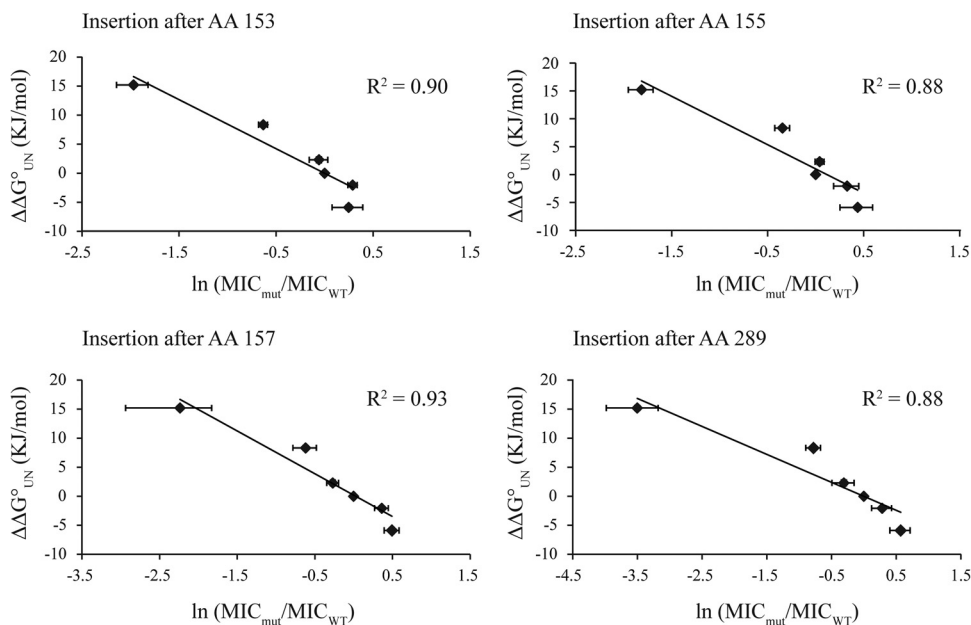 Insertion after AA 153
R² = 0.90
ΔΔG°UN (KJ/mol)
20
15
10
5
0
-5
-10
-2.5 -1.5 -0.5 0.5 1.5
ln (MICmut/MICWT)
Insertion after AA 155
R² = 0.88
ΔΔG°UN (KJ/mol)
20
15
10
5
0
-5
-10
-2.5 -1.5 -0.5 0.5 1.5
ln (MICmut/MICWT)
Insertion after AA 157
R² = 0.93
ΔΔG°UN (KJ/mol)
20
15
10
5
0
-5
-10
-3.5 -2.5 -1.5 -0.5 0.5 1.5
ln (MICmut/MICWT)
Insertion after AA 289
R² = 0.88
ΔΔG°UN (KJ/mol)
20
15
10
5
0
-5
-10
-4.5 -3.5 -2.5 -1.5 -0.5 0.5 1.5
ln (MICmut/MICWT)